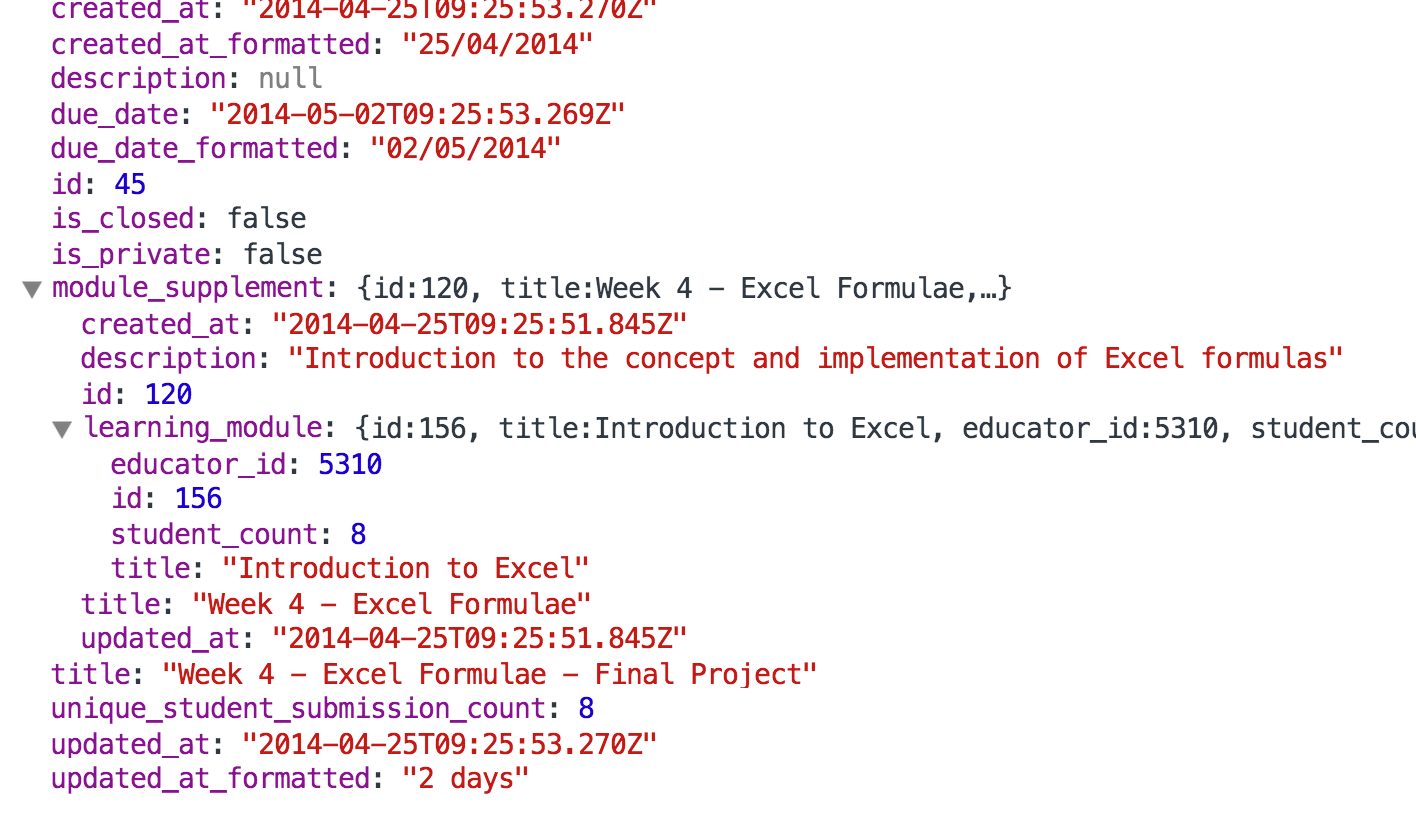 created_at: "2014-04-25T09:25:53.270Z"
created_at_formatted: "25/04/2014"
description: null
due_date: "2014-05-02T09:25:53.269Z"
due_date_formatted: "02/05/2014"
id: 45
is_closed: false
is_private: false
module_supplement: {id:120, title:Week 4 – Excel Formulae,…}
created_at: "2014-04-25T09:25:51.845Z"
description: "Introduction to the concept and implementation of Excel formulas"
id: 120
learning_module: {id:156, title:Introduction to Excel, educator_id:5310, student_cou
educator_id: 5310
id: 156
student_count: 8
title: "Introduction to Excel"
title: "Week 4 – Excel Formulae"
updated_at: "2014-04-25T09:25:51.845Z"
title: "Week 4 – Excel Formulae – Final Project"
unique_student_submission_count: 8
updated_at: "2014-04-25T09:25:53.270Z"
updated_at_formatted: "2 days"